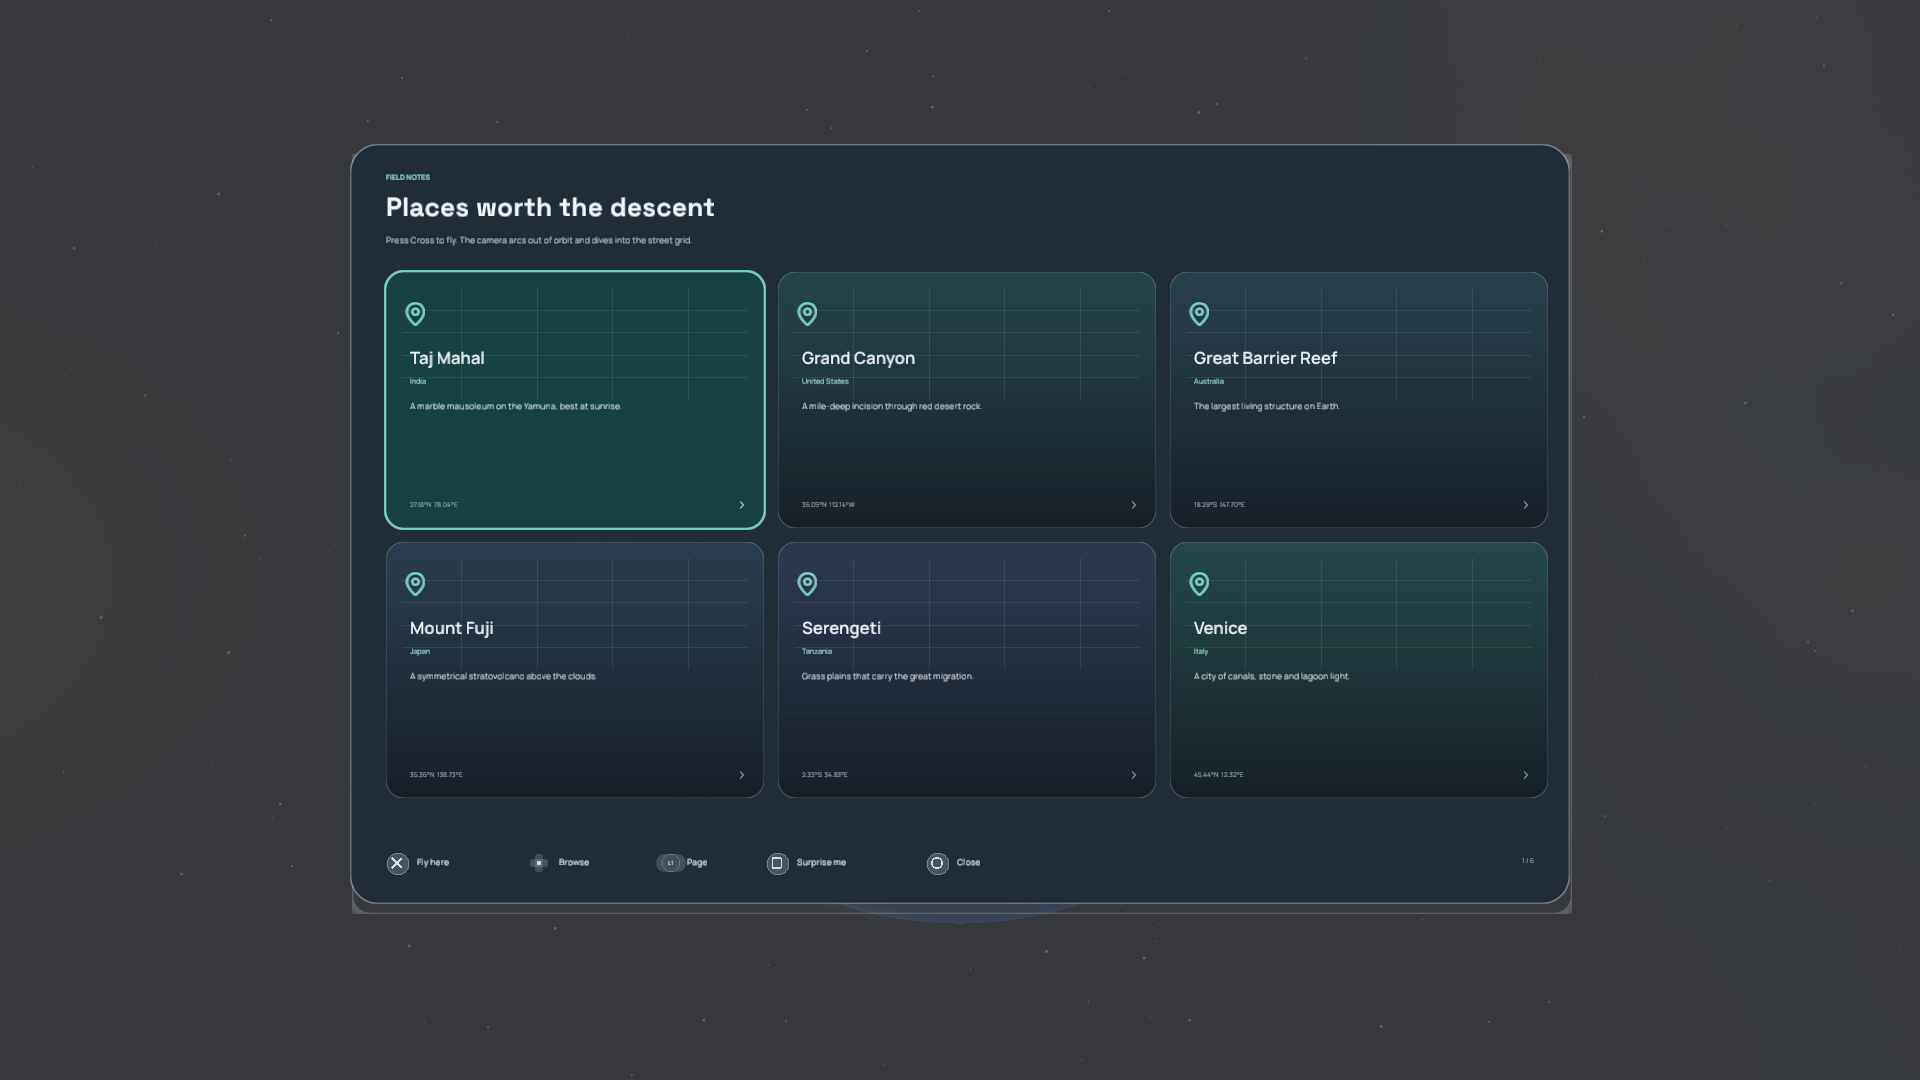 FIELD NOTES
Places worth the descent
Press Cross to fly. The camera arcs out of orbit and dives into the street grid.
Taj Mahal
India
A marble mausoleum on the Yamuna, best at sunrise.
27.18°N 78.04°E
Grand Canyon
United States
A mile-deep incision through red desert rock.
36.05°N 112.14°W
Great Barrier Reef
Australia
The largest living structure on Earth.
18.29°S 147.70°E
Mount Fuji
Japan
A symmetrical stratovolcano above the clouds.
35.36°N 138.73°E
Serengeti
Tanzania
Grass plains that carry the great migration.
2.33°S 34.83°E
Venice
Italy
A city of canals, stone and lagoon light.
45.44°N 12.32°E
Fly here
Browse
L1 Page
Surprise me
Close
1 / 6